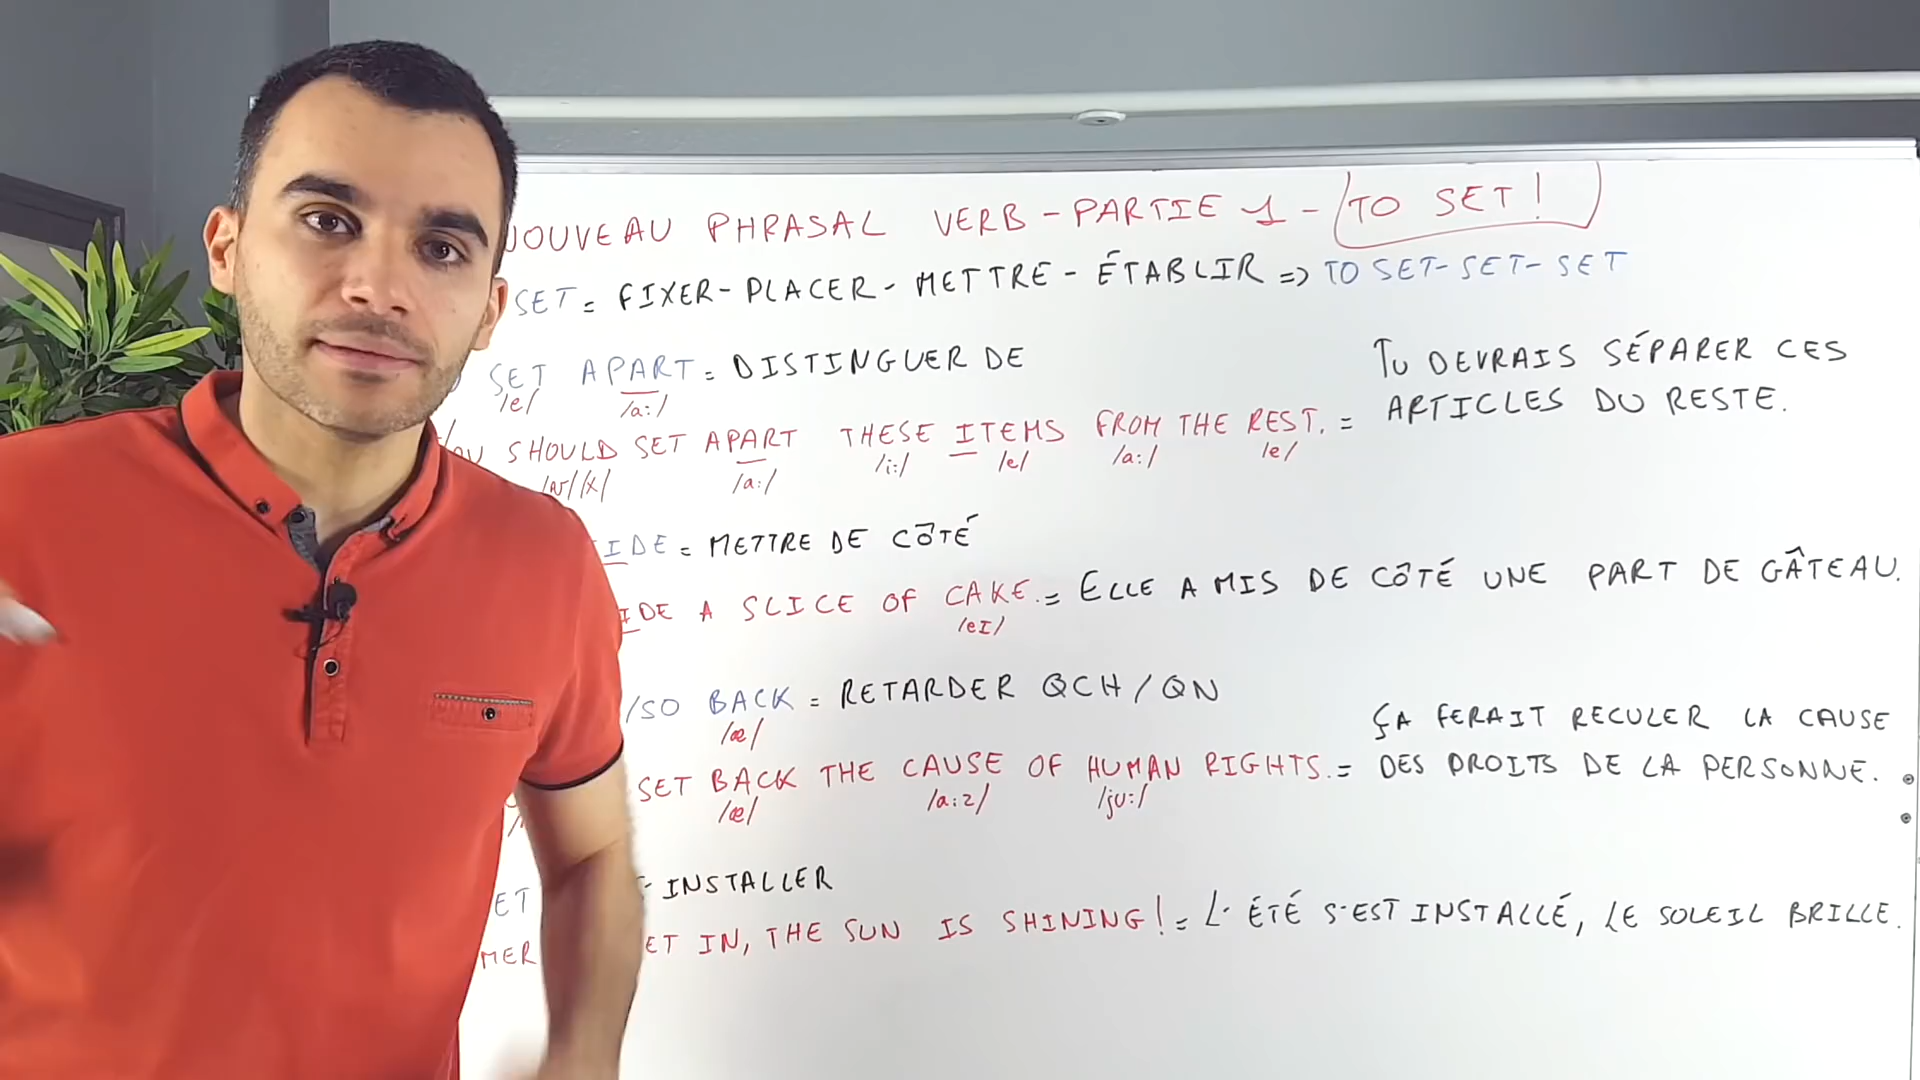 NOUVEAU PHRASAL VERB - PARTIE 1 - TO SET !
SET = FIXER - PLACER - METTRE - ÉTABLIR => TO SET - SET - SET
SET APART = DISTINGUER DE
/e/ /a:/
YOU SHOULD SET APART THESE ITEMS FROM THE REST. = TU DEVRAIS SÉPARER CES ARTICLES DU RESTE.
/a:/ /i:/ /e/ /a:/ /e/
IDE = METTRE DE CÔTÉ
IDE A SLICE OF CAKE. = ELLE A MIS DE CÔTÉ UNE PART DE GÂTEAU.
/eI/
/SO BACK = RETARDER QCH / QN
/æ/
SET BACK THE CAUSE OF HUMAN RIGHTS. = ÇA FERAIT RECULER LA CAUSE DES DROITS DE LA PERSONNE.
/æ/ /a:z/ /ju:/
ET - INSTALLER
MER ET IN, THE SUN IS SHINING ! = L'ÉTÉ S'EST INSTALLÉ, LE SOLEIL BRILLE.